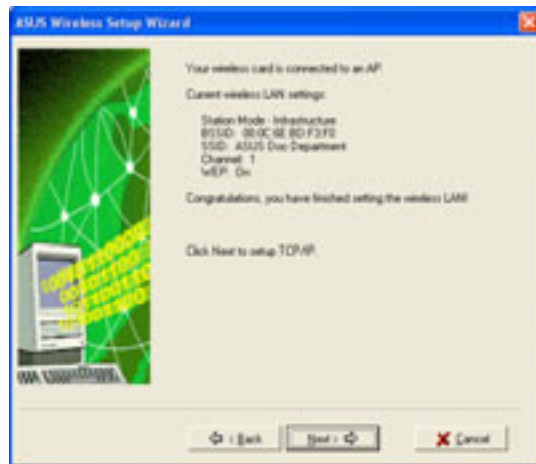 ASUS Wireless Setup Wizard
Your wireless card is connected to an AP.
Current wireless LAN settings:
Station Mode - Infrastructure
BSSID: 00:0C:6E:BD:F3:F0
SSID: ASUS Doc Department
Channel: 1
WEP: On
Congratulations, you have finished setting the wireless LAN!
Click Next to setup TCP/IP.
< Back
Next >
Cancel